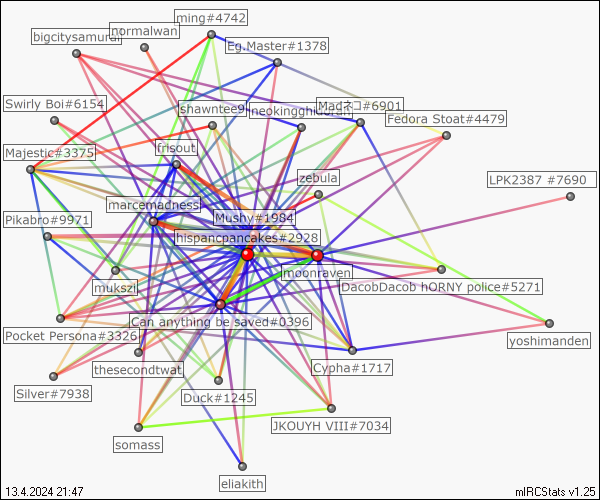 ming#4742
normalwan
bigcitysamurai
Eg.Master#1378
Swirly Boi#6154
shawntee9
neokingghidorah
Madネコ#6901
Fedora Stoat#4479
frisout
Majestic#3375
zebula
LPK2387 #7690
marcemadness
Mushy#1984
Pikabro#9971
hispanicpancakes#2928
jmoonraven
mukszi
DacobDacob hORNY police#5271
Can anything be saved#0396
Pocket Persona#3326
yoshimanden
thesecondtwat
Cypha#1717
Silver#7938
Duck#1245
JKOUYH VIII#7034
somass
eliakith
13.4.2024 21:47
mIRCStats v1.25